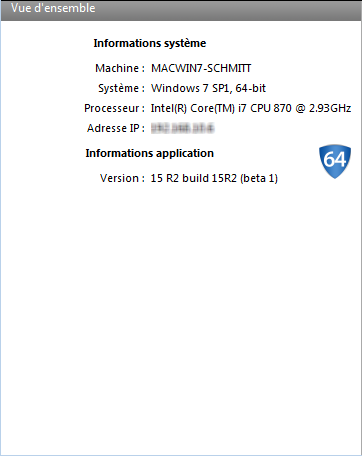 Vue d'ensemble
Informations système
Machine : MACWIN7-SCHMITT
Système : Windows 7 SP1, 64-bit
Processeur : Intel(R) Core(TM) i7 CPU 870 @ 2.93GHz
Adresse IP :
Informations application
64
Version : 15 R2 build 15R2 (beta 1)